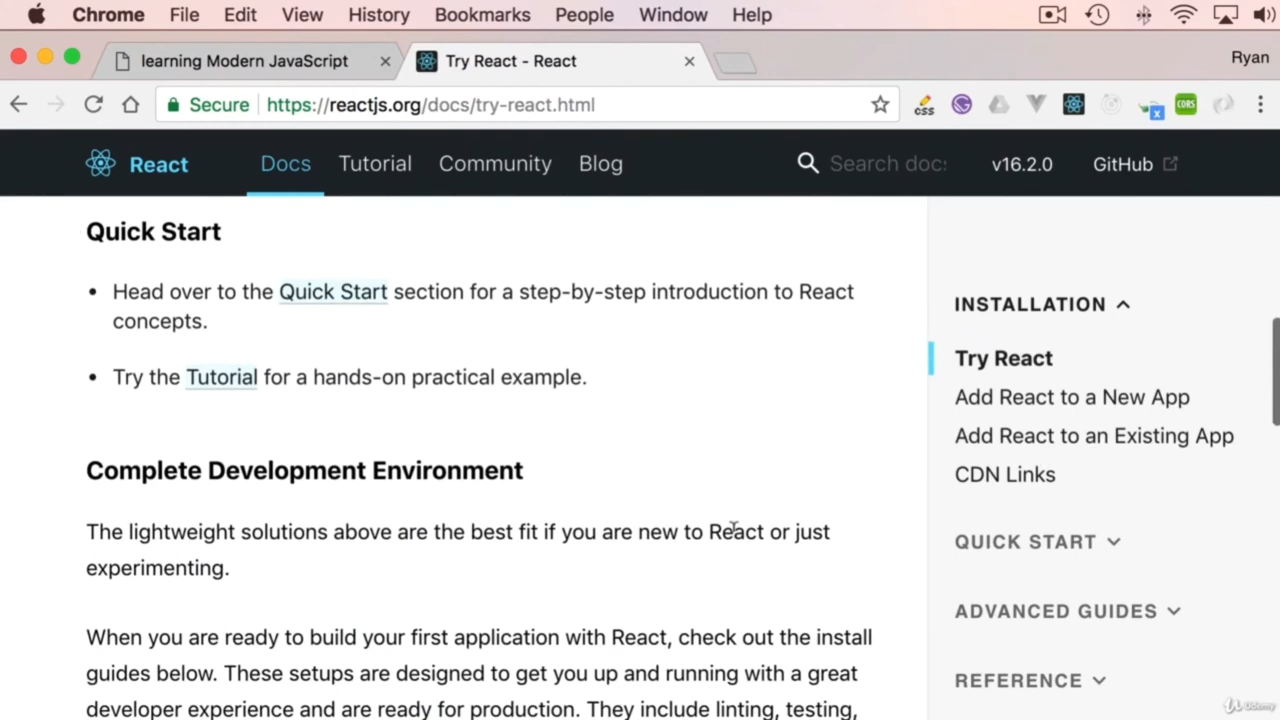 Chrome File Edit View History Bookmarks People Window Help
learning Modern JavaScript
Try React - React
Ryan
Secure https://reactjs.org/docs/try-react.html
css
x
CORS
React
Docs Tutorial Community Blog
Search docs
v16.2.0 GitHub
Quick Start
• Head over to the Quick Start section for a step-by-step introduction to React
concepts.
• Try the Tutorial for a hands-on practical example.
Complete Development Environment
The lightweight solutions above are the best fit if you are new to React or just
experimenting.
When you are ready to build your first application with React, check out the install
guides below. These setups are designed to get you up and running with a great
developer experience and are ready for production. They include linting, testing,
INSTALLATION
Try React
Add React to a New App
Add React to an Existing App
CDN Links
QUICK START
ADVANCED GUIDES
REFERENCE
Udemy